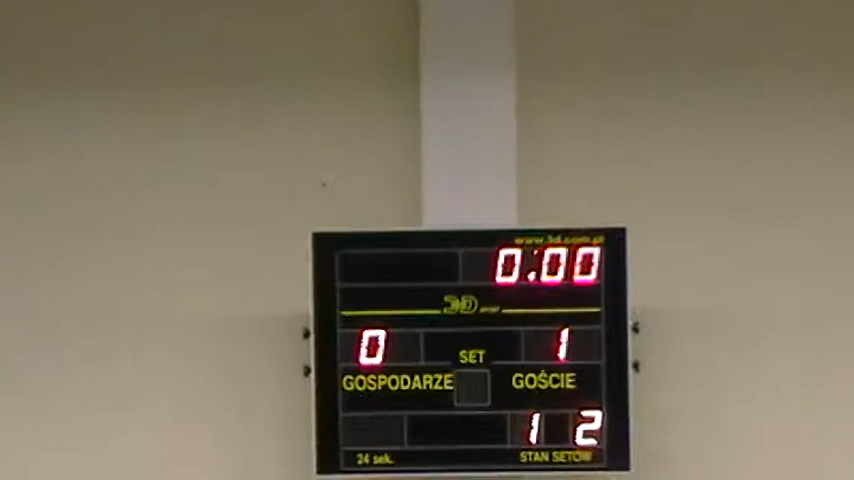 www.3d.com.pl
0.00
3D
0 1
SET
GOSPODARZE GOŚCIE
1 2
24 sek. STAN SETÓW